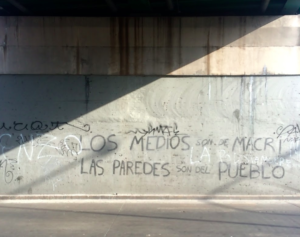 LOS MEDIOS SON DE MACRI
LAS PAREDES SON DEL PUEBLO